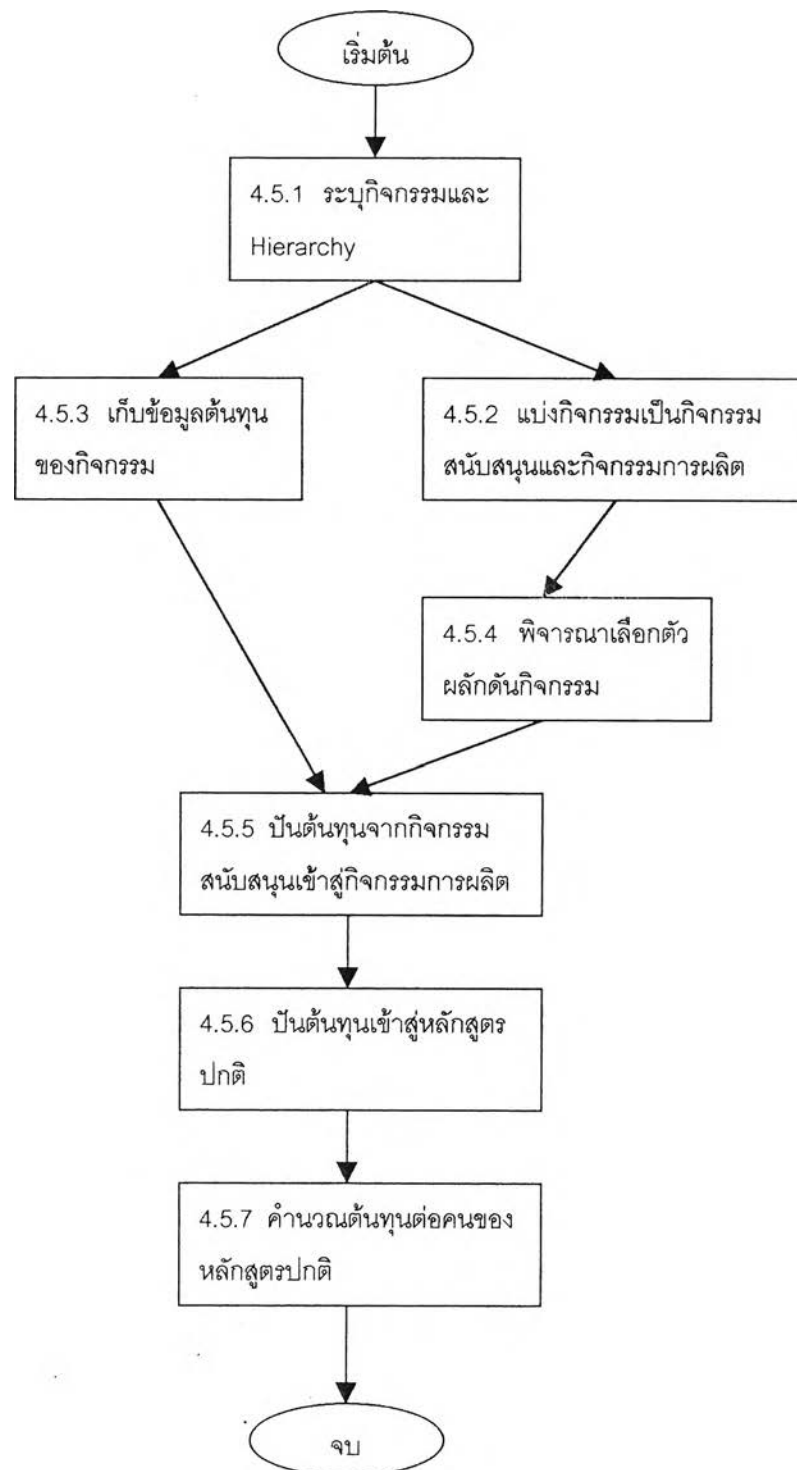 เริ่มต้น
4.5.1 ระบุกิจกรรมและ
Hierarchy
4.5.3 เก็บข้อมูลต้นทุน
ของกิจกรรม
4.5.2 แบ่งกิจกรรมเป็นกิจกรรม
สนับสนุนและกิจกรรมการผลิต
4.5.4 พิจารณาเลือกตัว
ผลักดันกิจกรรม
4.5.5 ปันต้นทุนจากกิจกรรม
สนับสนุนเข้าสู่กิจกรรมการผลิต
4.5.6 ปันต้นทุนเข้าสู่หลักสูตร
ปกติ
4.5.7 คำนวณต้นทุนต่อคนของ
หลักสูตรปกติ
จบ